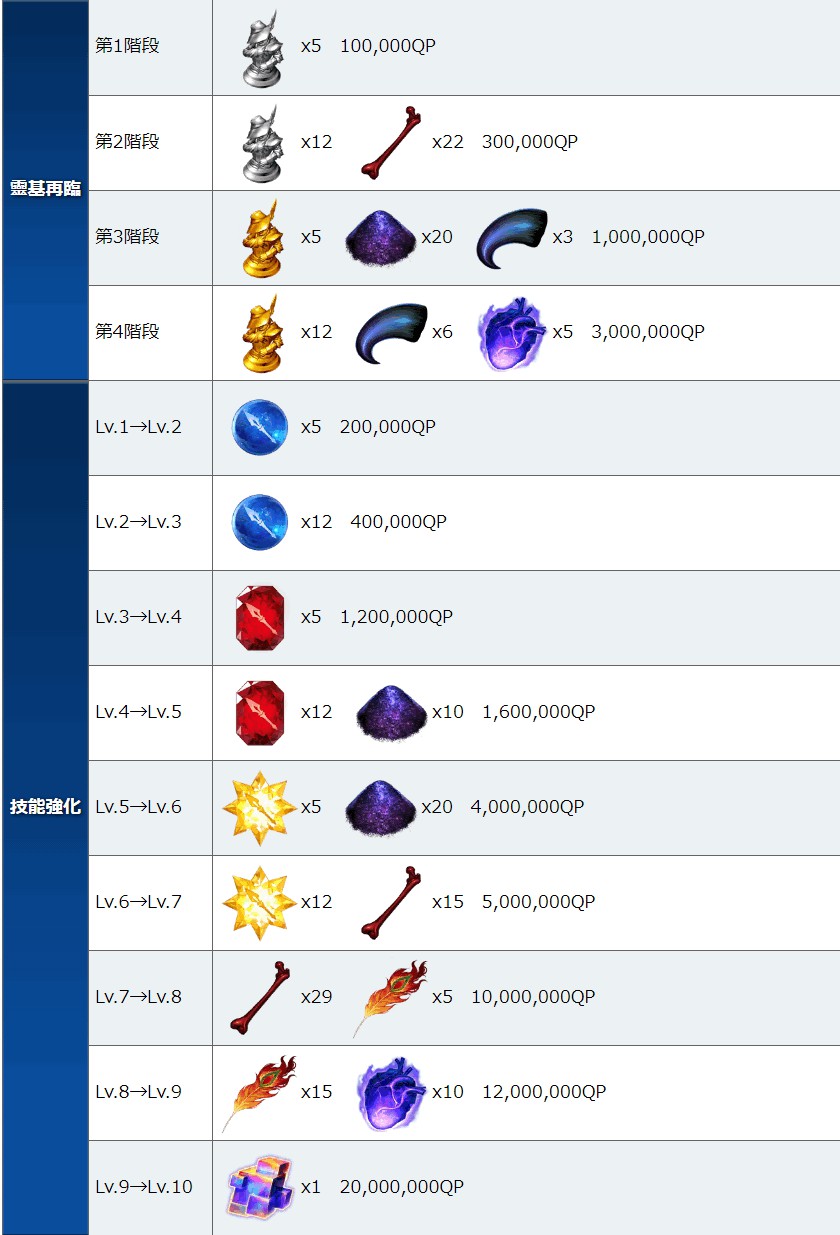 靈基再臨
第1階段 x5 100,000QP
第2階段 x12 x22 300,000QP
第3階段 x5 x20 x3 1,000,000QP
第4階段 x12 x6 x5 3,000,000QP
技能強化
Lv.1→Lv.2 x5 200,000QP
Lv.2→Lv.3 x12 400,000QP
Lv.3→Lv.4 x5 1,200,000QP
Lv.4→Lv.5 x12 x10 1,600,000QP
Lv.5→Lv.6 x5 x20 4,000,000QP
Lv.6→Lv.7 x12 x15 5,000,000QP
Lv.7→Lv.8 x29 x5 10,000,000QP
Lv.8→Lv.9 x15 x10 12,000,000QP
Lv.9→Lv.10 x1 20,000,000QP